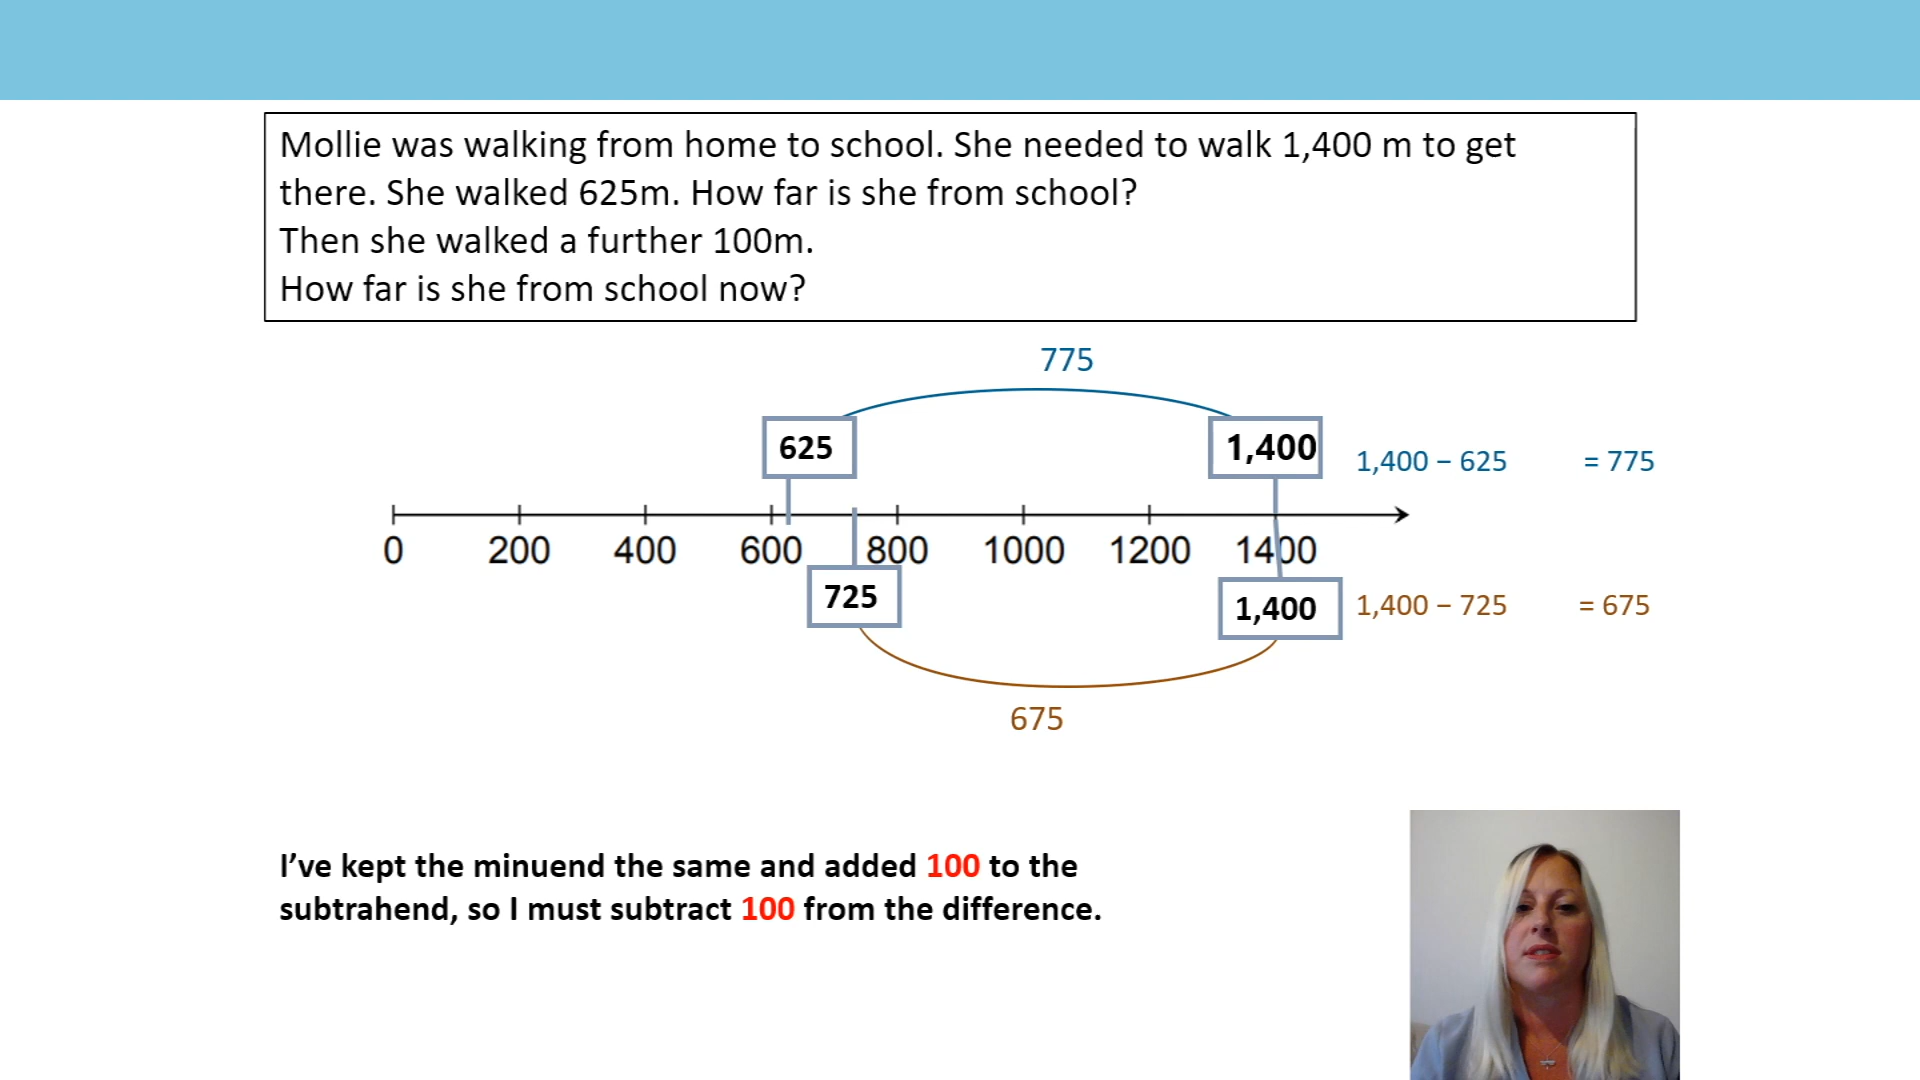 Mollie was walking from home to school. She needed to walk 1,400 m to get
there. She walked 625m. How far is she from school?
Then she walked a further 100m.
How far is she from school now?
775
625
1,400
1,400 – 625 = 775
0 200 400 600 800 1000 1200 1400
725
1,400
1,400 – 725 = 675
675
I’ve kept the minuend the same and added 100 to the
subtrahend, so I must subtract 100 from the difference.